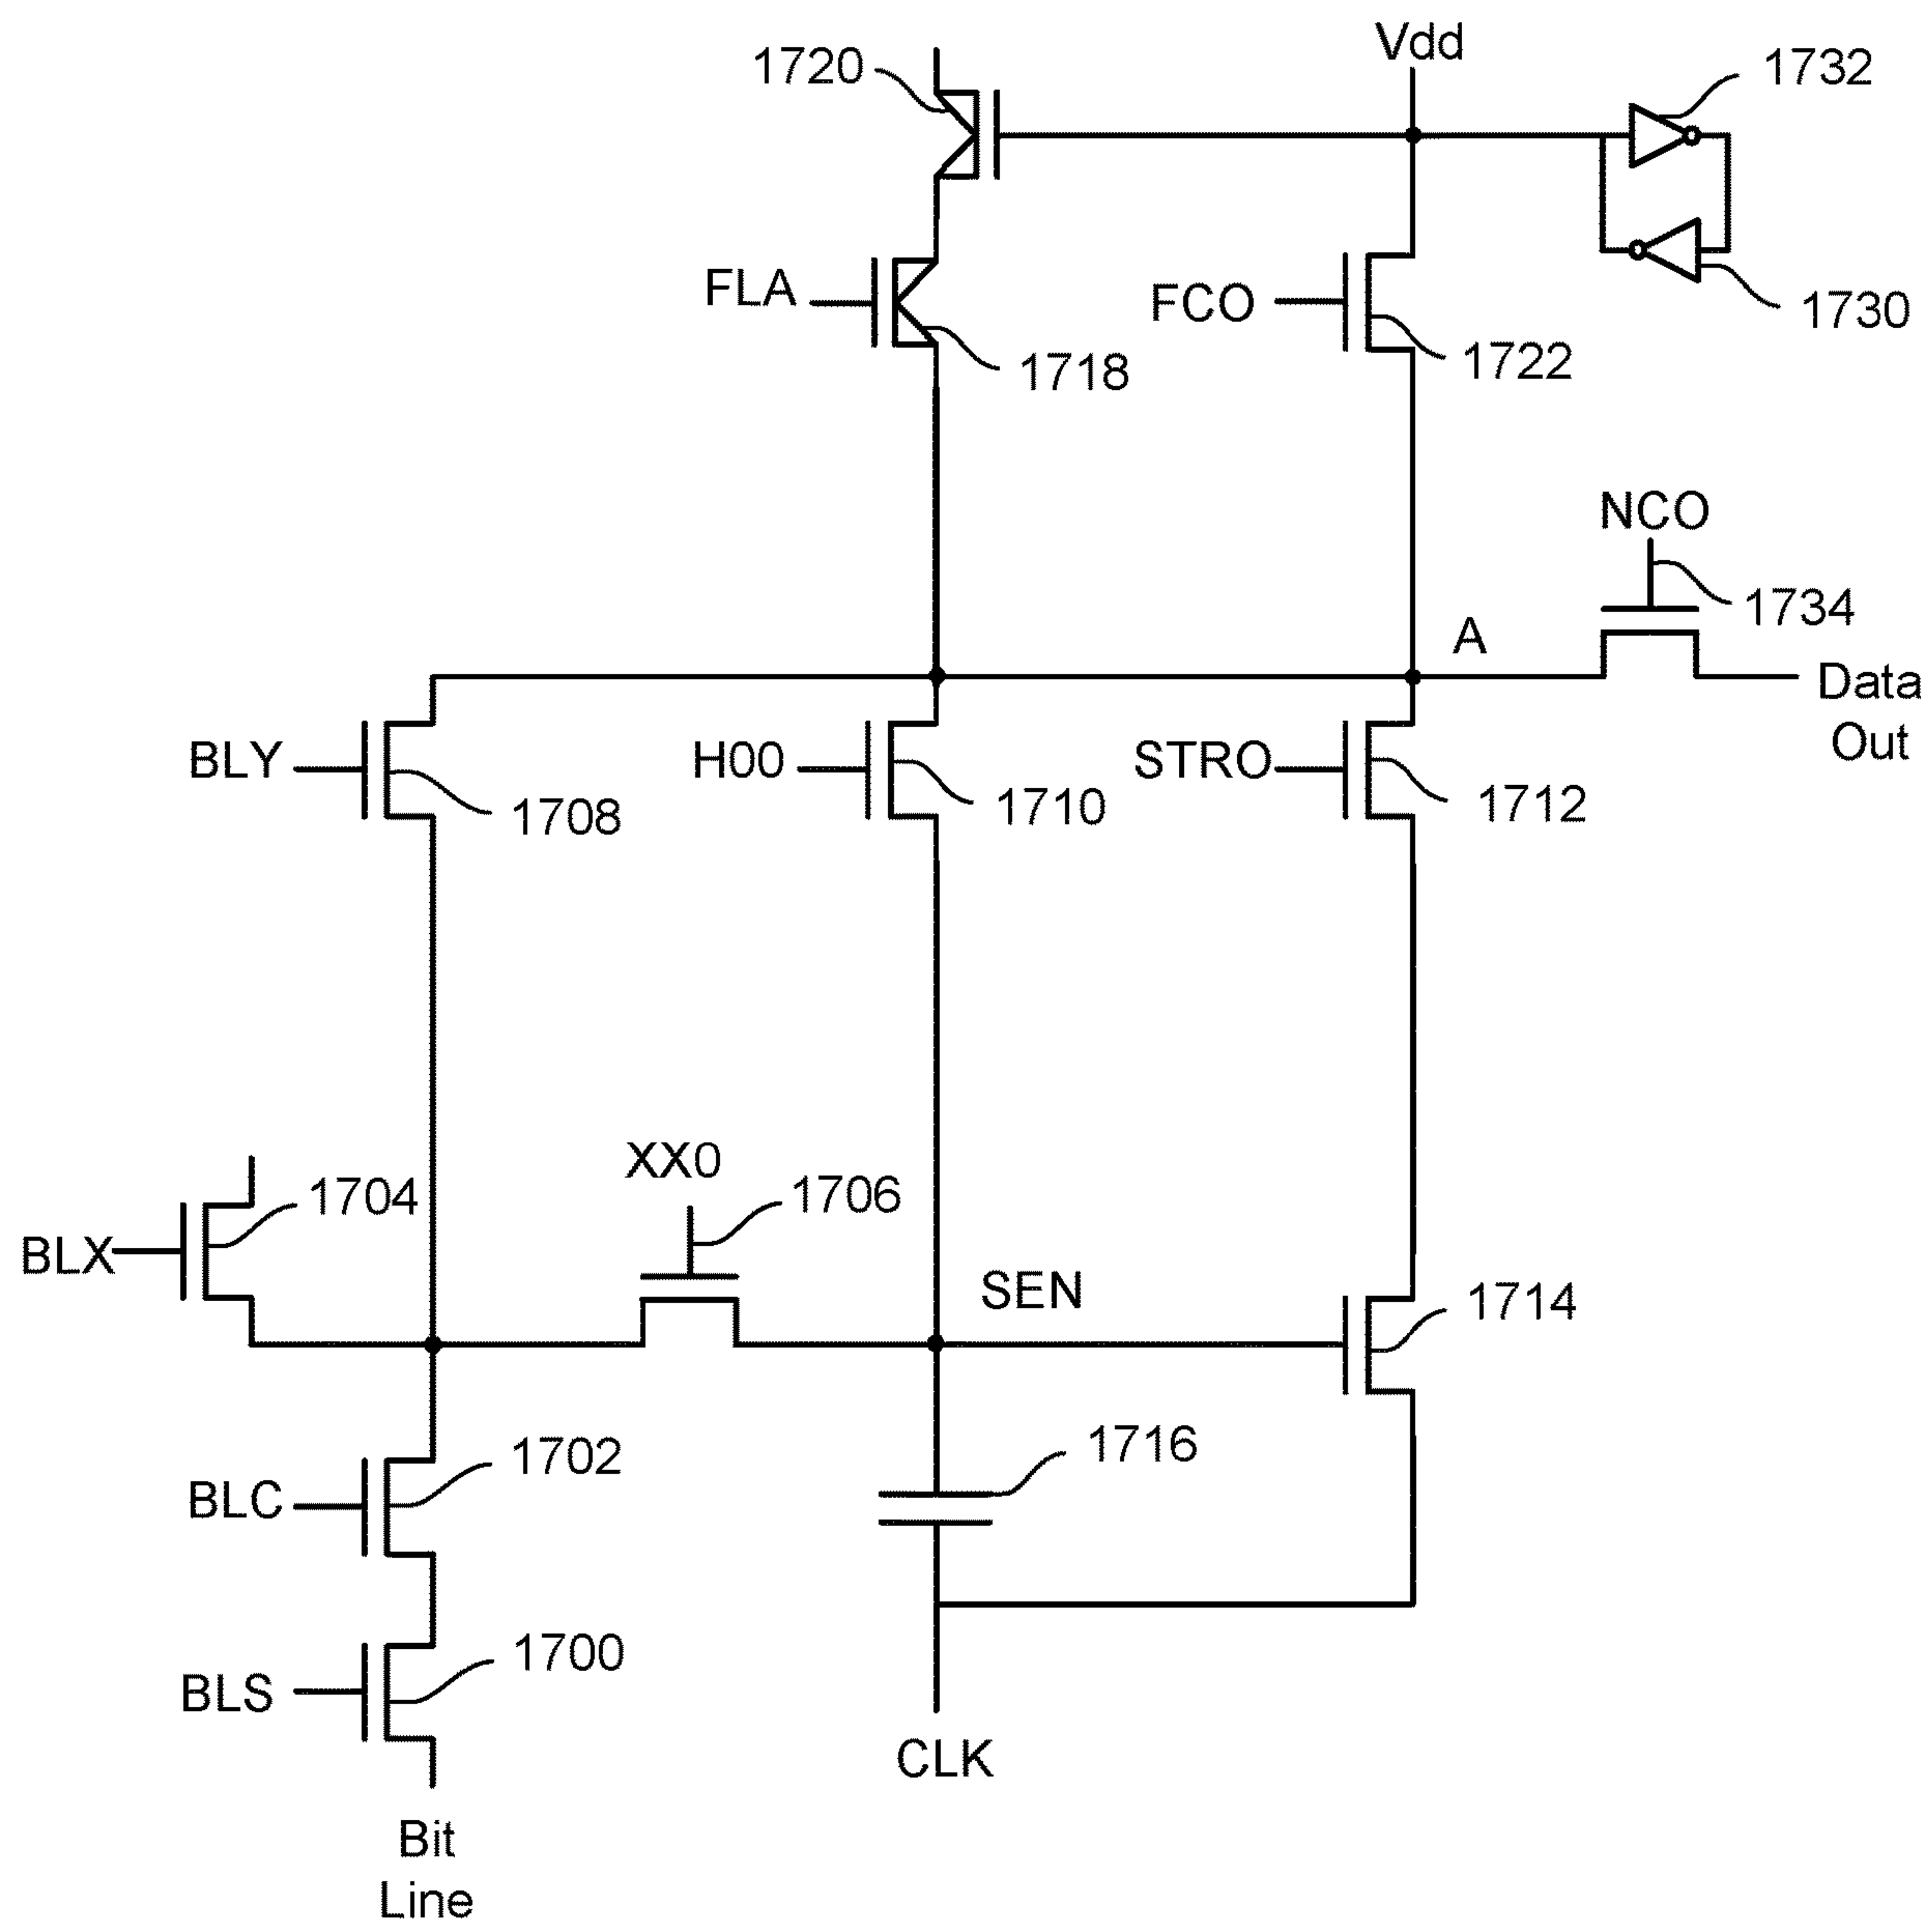 Vdd
1720
1732
FLA
FCO
1730
1718
1722
NCO
1734
A
Data
Out
BLY
H00
STRO
1708
1710
1712
XX0
1706
1704
BLX
SEN
1714
1702
1716
BLC
1700
BLS
CLK
Bit
Line